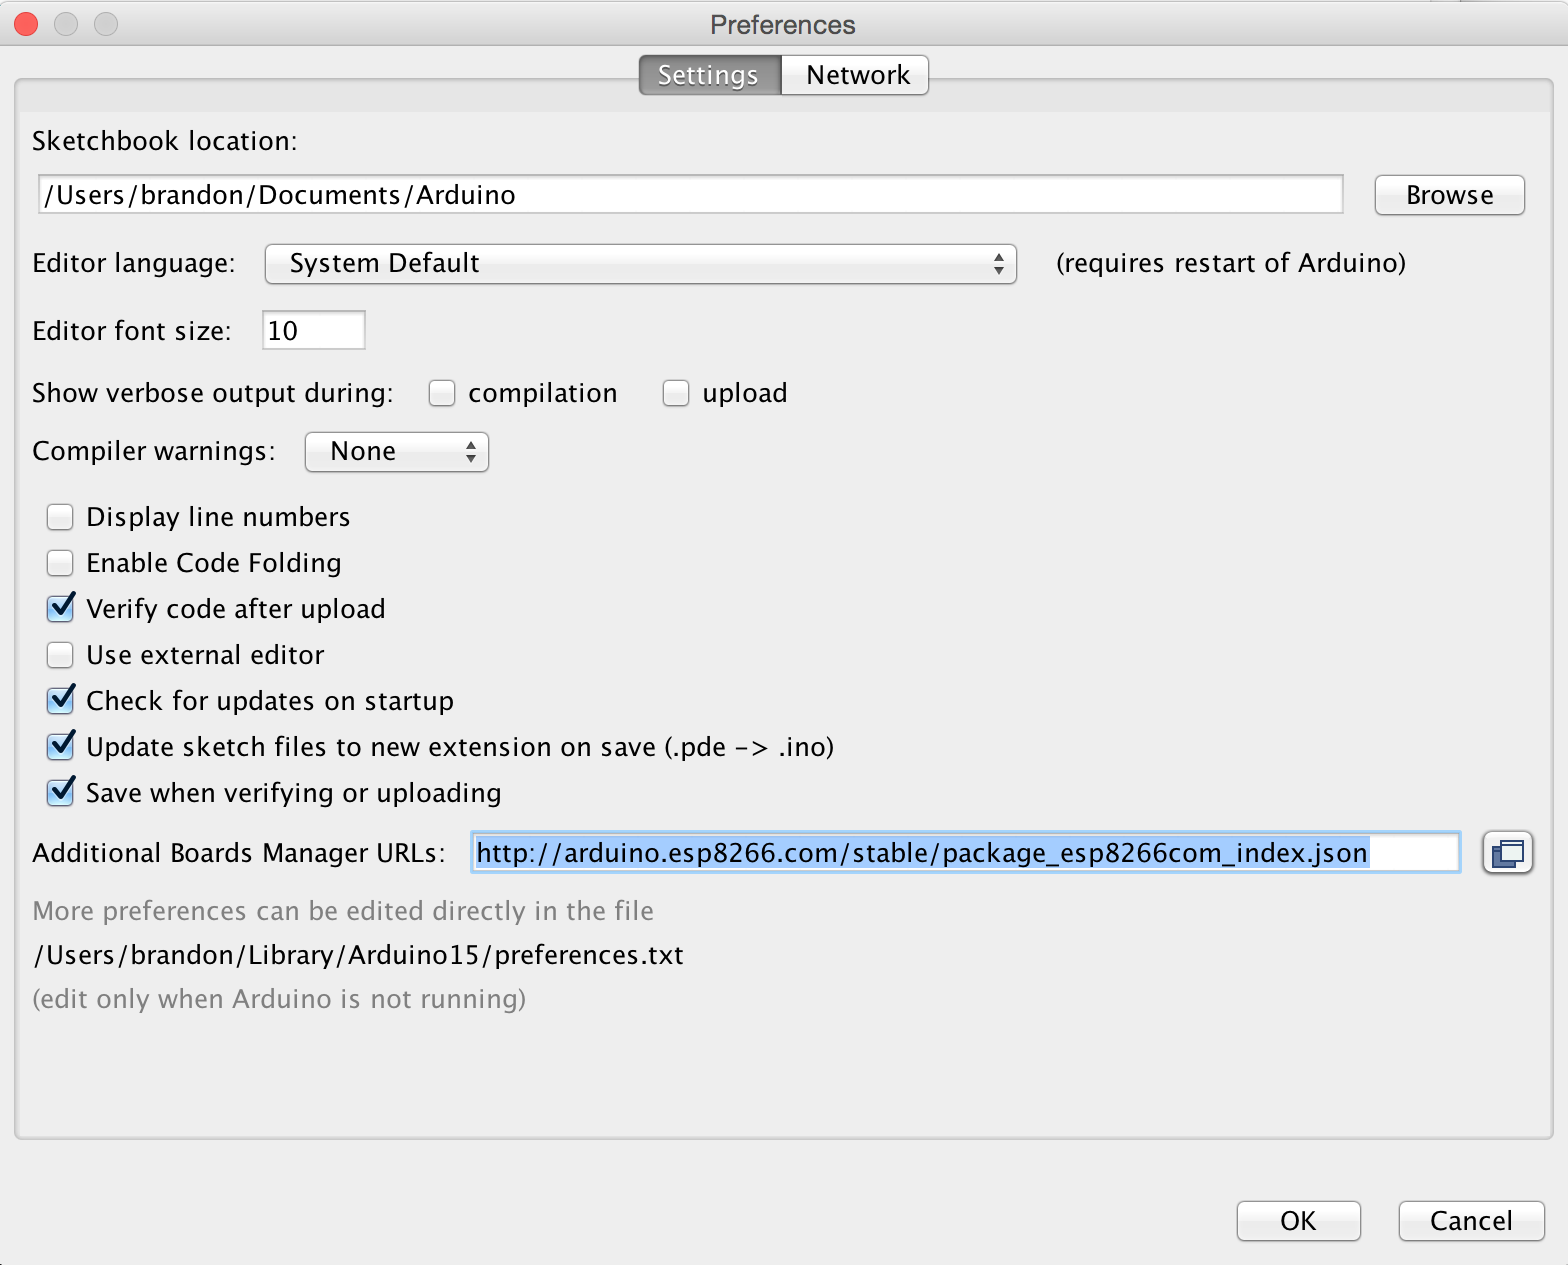 Preferences
Settings Network
Sketchbook location:
/Users/brandon/Documents/Arduino Browse
Editor language: System Default (requires restart of Arduino)
Editor font size: 10
Show verbose output during: compilation upload
Compiler warnings: None
Display line numbers
Enable Code Folding
Verify code after upload
Use external editor
Check for updates on startup
Update sketch files to new extension on save (.pde -> .ino)
Save when verifying or uploading
Additional Boards Manager URLs: http://arduino.esp8266.com/stable/package_esp8266com_index.json
More preferences can be edited directly in the file
/Users/brandon/Library/Arduino15/preferences.txt
(edit only when Arduino is not running)
OK Cancel